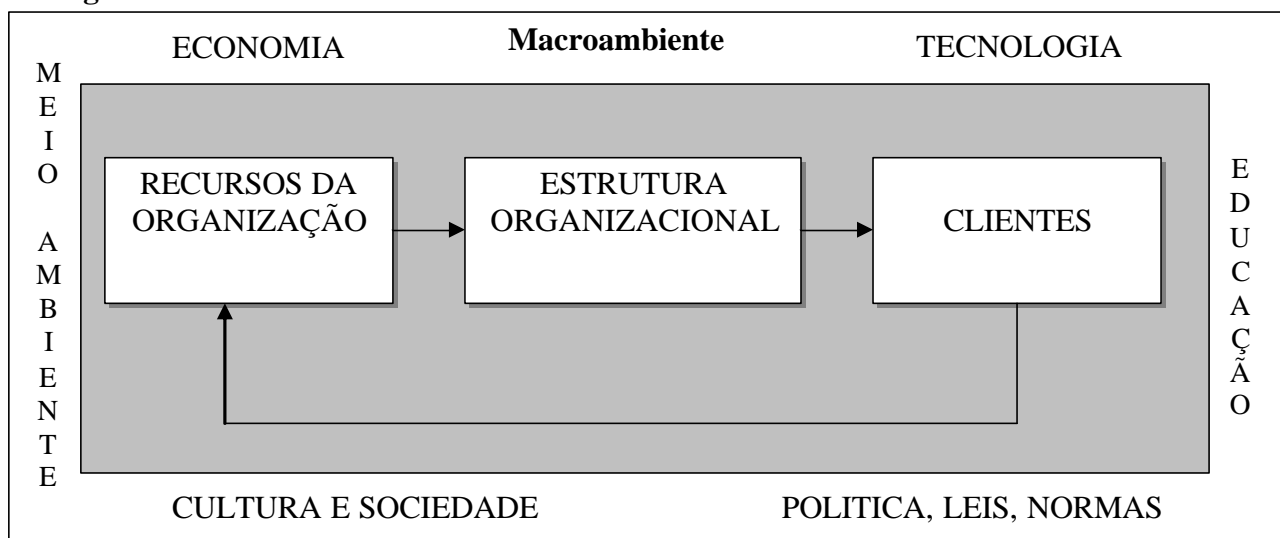 ECONOMIA
Macroambiente
TECNOLOGIA
MEIO AMBIENTE
RECURSOS DA
ORGANIZAÇÃO
ESTRUTURA
ORGANIZACIONAL
CLIENTES
EDUCAÇÃO
CULTURA E SOCIEDADE
POLITICA, LEIS, NORMAS